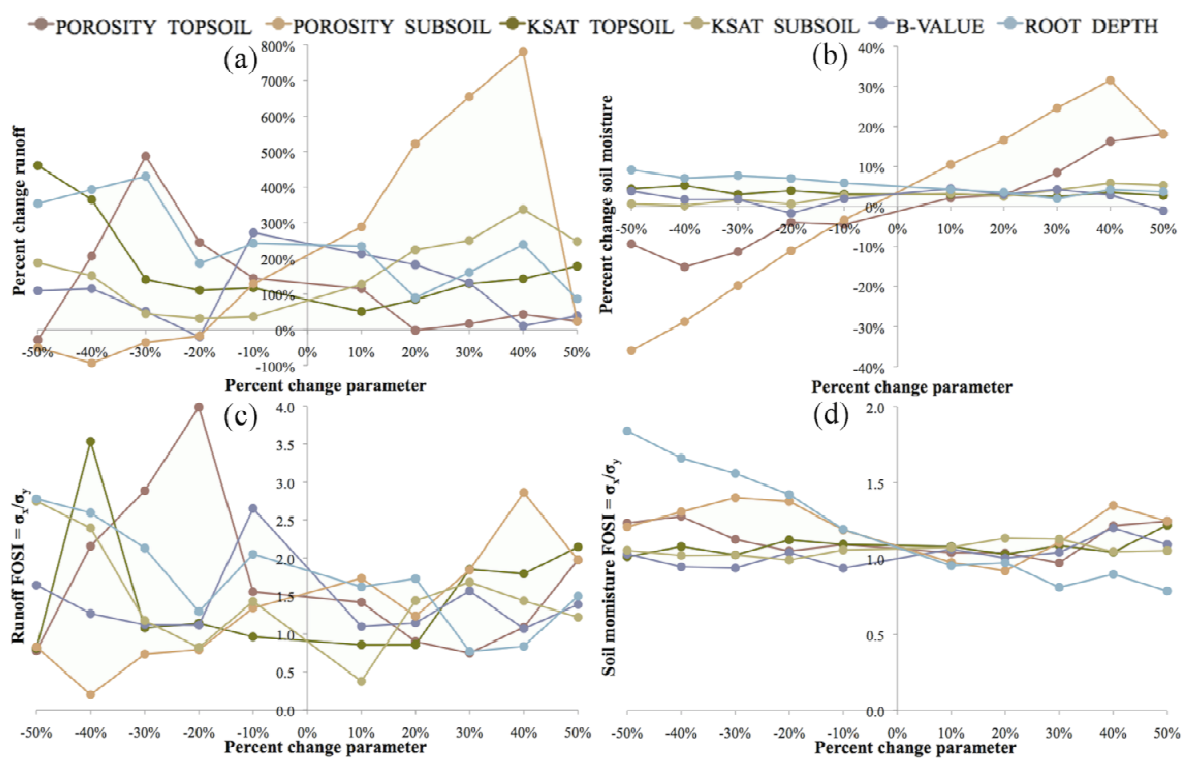 POROSITY TOPSOIL POROSITY SUBSOIL KSAT TOPSOIL KSAT SUBSOIL B-VALUE ROOT DEPTH
(a)
Percent change runoff
800%
700%
600%
500%
400%
300%
200%
100%
0%
-100%
-50% -40% -30% -20% -10% 0% 10% 20% 30% 40% 50%
Percent change parameter
(b)
Percent change soil moisture
40%
30%
20%
10%
0%
-10%
-20%
-30%
-40%
-50% -40% -30% -20% -10% 10% 20% 30% 40% 50%
Percent change parameter
(c)
Runoff FOSI = σx/σy
4.0
3.5
3.0
2.5
2.0
1.5
1.0
0.5
0.0
-50% -40% -30% -20% -10% 0% 10% 20% 30% 40% 50%
Percent change parameter
(d)
Soil momisture FOSI = σx/σy
2.0
1.5
1.0
0.5
0.0
-50% -40% -30% -20% -10% 0% 10% 20% 30% 40% 50%
Percent change parameter